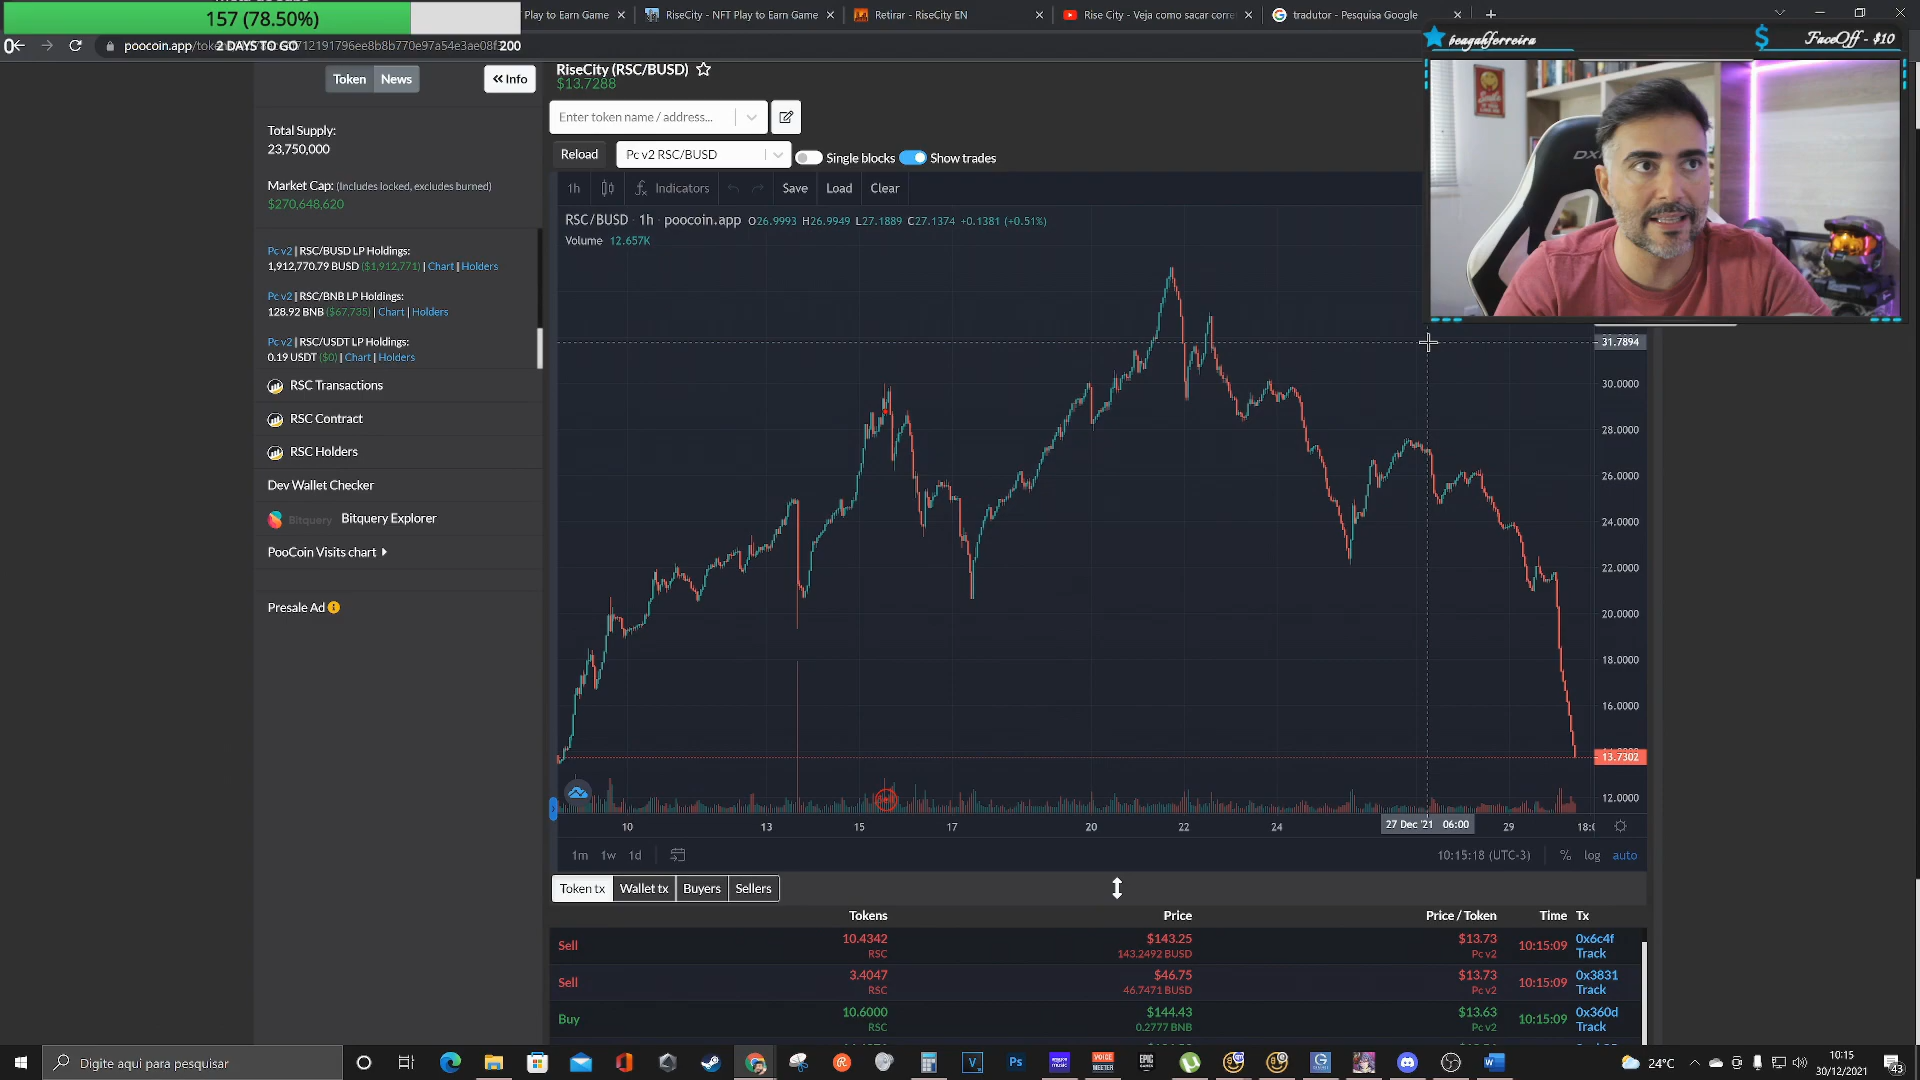 157 (78.50%)
Play to Earn Game
RiseCity - NFT Play to Earn Game
Retirar - RiseCity EN
Rise City - Veja como sacar corre
tradutor - Pesquisa Google
0
poocoin.app/
2 DAYS TO GO
200
beagahferreira
FaceOff - $10
Token
News
Info
RiseCity (RSC/BUSD)
$13.7288
Enter token name / address...
Total Supply:
23,750,000
Reload
Pc v2 RSC/BUSD
Single blocks
Show trades
Market Cap: (Includes locked, excludes burned)
$270,648,620
1h
Indicators
Save
Load
Clear
RSC/BUSD · 1h · poocoin.app O26.9993 H26.9949 L27.1889 C27.1374 +0.1381 (+0.51%)
Volume 12.657K
Pc v2 | RSC/BUSD LP Holdings:
1,912,770.79 BUSD ($1,912,771) | Chart | Holders
Pc v2 | RSC/BNB LP Holdings:
128.92 BNB ($67,735) | Chart | Holders
Pc v2 | RSC/USDT LP Holdings:
0.19 USDT ($0) | Chart | Holders
RSC Transactions
RSC Contract
RSC Holders
Dev Wallet Checker
Bitquery
Bitquery Explorer
PooCoin Visits chart
Presale Ad
31.7894
30.0000
28.0000
26.0000
24.0000
22.0000
20.0000
18.0000
16.0000
13.7302
12.0000
10
13
15
17
20
22
24
27 Dec '21 06:00
29
1m
1w
1d
10:15:18 (UTC-3)
%
log
auto
Token tx
Wallet tx
Buyers
Sellers
Tokens
Price
Price / Token
Time
Tx
Sell
10.4342
RSC
$143.25
143.2492 BUSD
$13.73
Pc v2
10:15:09
0x6c4f
Track
Sell
3.4047
RSC
$46.75
46.7471 BUSD
$13.73
Pc v2
10:15:09
0x3831
Track
Buy
10.6000
RSC
$144.43
0.2777 BNB
$13.63
Pc v2
10:15:09
0x360d
Track
Digite aqui para pesquisar
24°C
10:15
30/12/2021
43